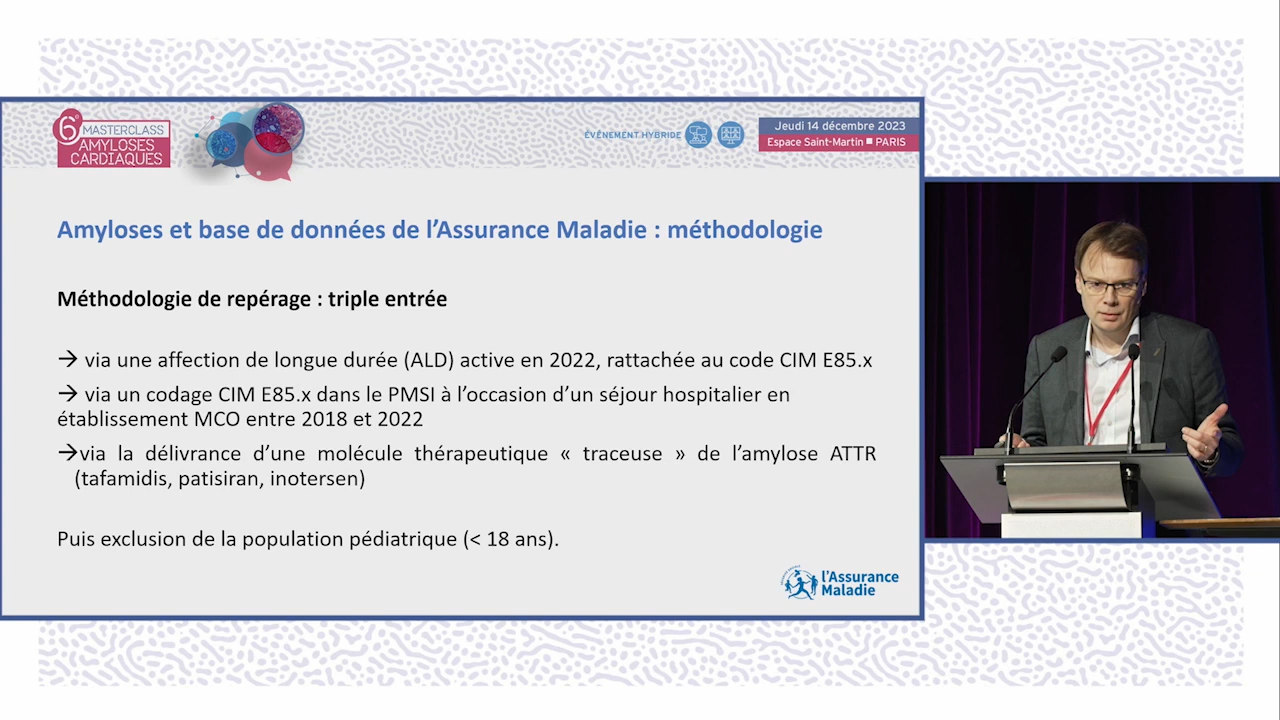 6e
MASTERCLASS
AMYLOSES
CARDIAQUES
ÉVÉNEMENT HYBRIDE
Jeudi 14 décembre 2023
Espace Saint-Martin ■ PARIS
Amyloses et base de données de l’Assurance Maladie : méthodologie
Méthodologie de repérage : triple entrée
→ via une affection de longue durée (ALD) active en 2022, rattachée au code CIM E85.x
→ via un codage CIM E85.x dans le PMSI à l’occasion d’un séjour hospitalier en
établissement MCO entre 2018 et 2022
→via la délivrance d’une molécule thérapeutique « traceuse » de l’amylose ATTR
(tafamidis, patisiran, inotersen)
Puis exclusion de la population pédiatrique (< 18 ans).
l’Assurance
Maladie